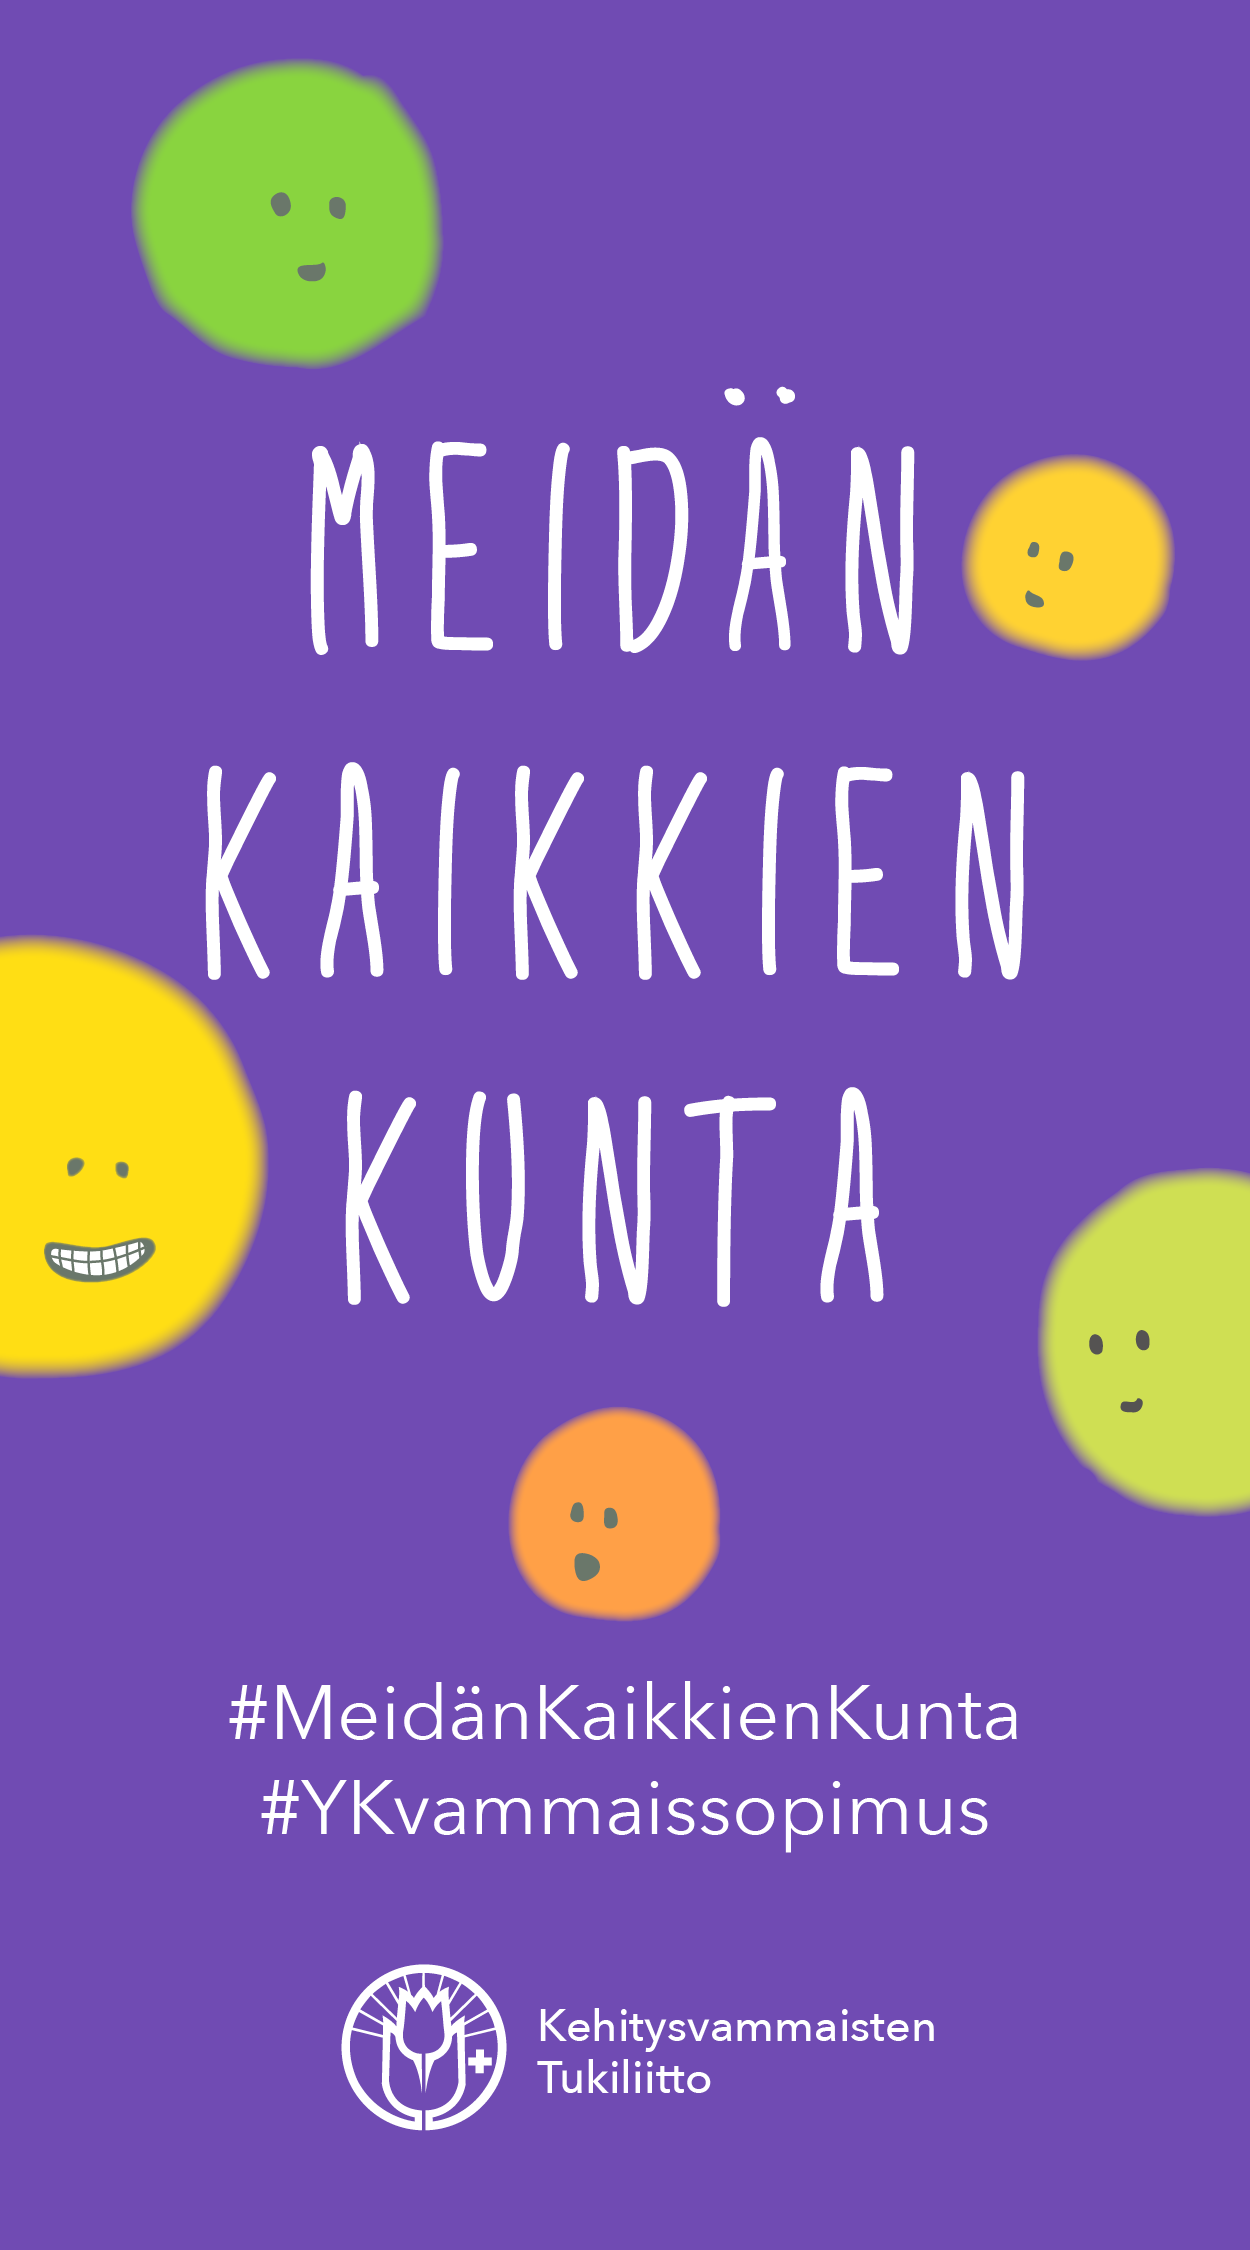 MEIDÄN
KAIKKIEN
KUNTA
#MeidänKaikkienKunta
#YKvammaissopimus
Kehitysvammaisten
Tukiliitto